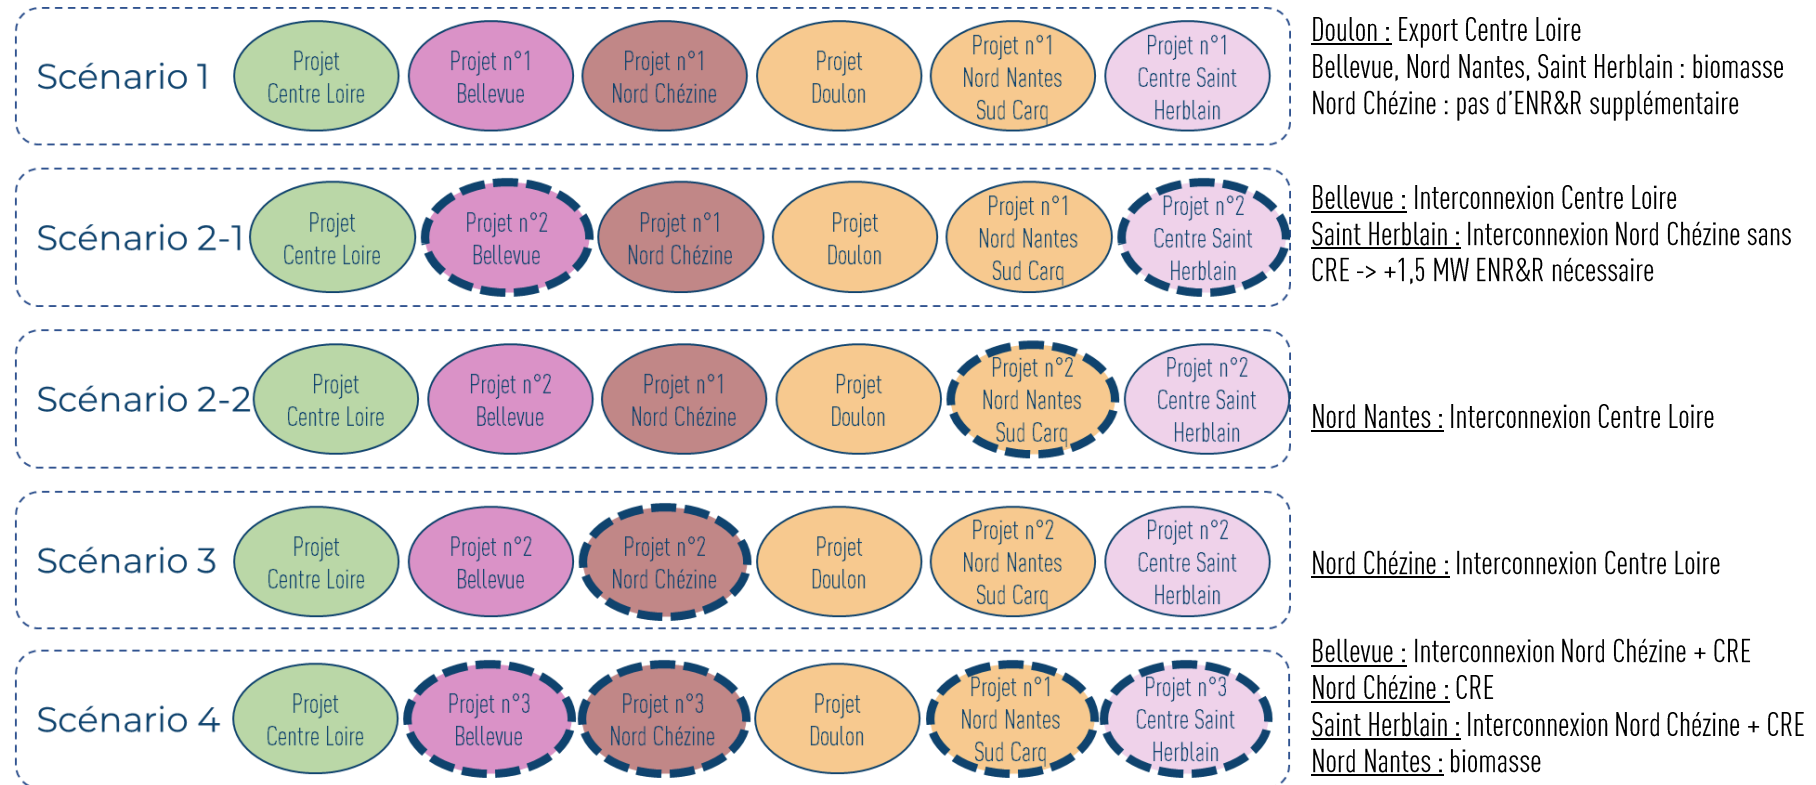 Scénario 1
Projet
Centre Loire
Projet n°1
Bellevue
Projet n°1
Nord Chézine
Projet
Doulon
Projet n°1
Nord Nantes
Sud Carq
Projet n°1
Centre Saint
Herblain
Doulon : Export Centre Loire
Bellevue, Nord Nantes, Saint Herblain : biomasse
Nord Chézine : pas d’ENR&R supplémentaire
Scénario 2-1
Projet
Centre Loire
Projet n°2
Bellevue
Projet n°1
Nord Chézine
Projet
Doulon
Projet n°1
Nord Nantes
Sud Carq
Projet n°2
Centre Saint
Herblain
Bellevue : Interconnexion Centre Loire
Saint Herblain : Interconnexion Nord Chézine sans
CRE -> +1,5 MW ENR&R nécessaire
Scénario 2-2
Projet
Centre Loire
Projet n°2
Bellevue
Projet n°1
Nord Chézine
Projet
Doulon
Projet n°2
Nord Nantes
Sud Carq
Projet n°2
Centre Saint
Herblain
Nord Nantes : Interconnexion Centre Loire
Scénario 3
Projet
Centre Loire
Projet n°2
Bellevue
Projet n°2
Nord Chézine
Projet
Doulon
Projet n°2
Nord Nantes
Sud Carq
Projet n°2
Centre Saint
Herblain
Nord Chézine : Interconnexion Centre Loire
Scénario 4
Projet
Centre Loire
Projet n°3
Bellevue
Projet n°3
Nord Chézine
Projet
Doulon
Projet n°1
Nord Nantes
Sud Carq
Projet n°3
Centre Saint
Herblain
Bellevue : Interconnexion Nord Chézine + CRE
Nord Chézine : CRE
Saint Herblain : Interconnexion Nord Chézine + CRE
Nord Nantes : biomasse